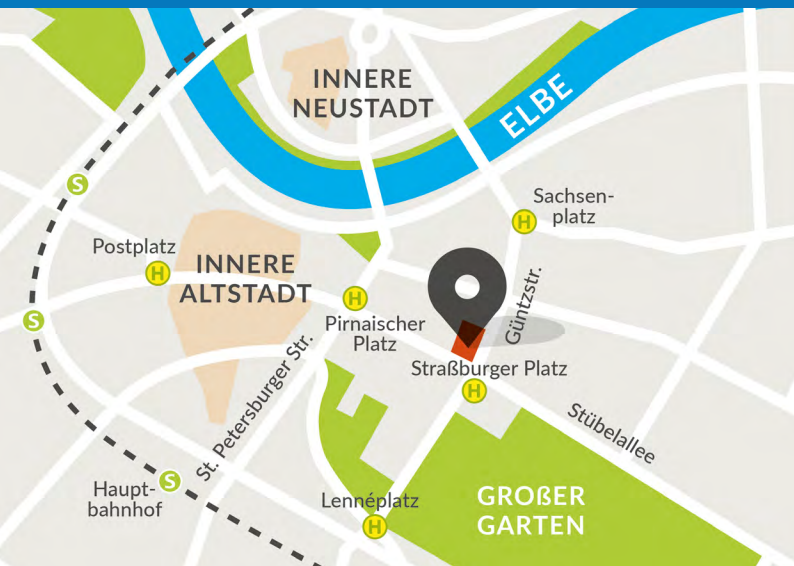 INNERE
NEUSTADT
ELBE
S
Sachsen-
platz
H
Postplatz
H
INNERE
ALTSTADT
H
Pirnaischer
Platz
Güntzstr.
S
Straßburger Platz
H
St. Petersburger Str.
Stübelallee
Haupt-
bahnhof
S
Lennéplatz
H
GROßER
GARTEN